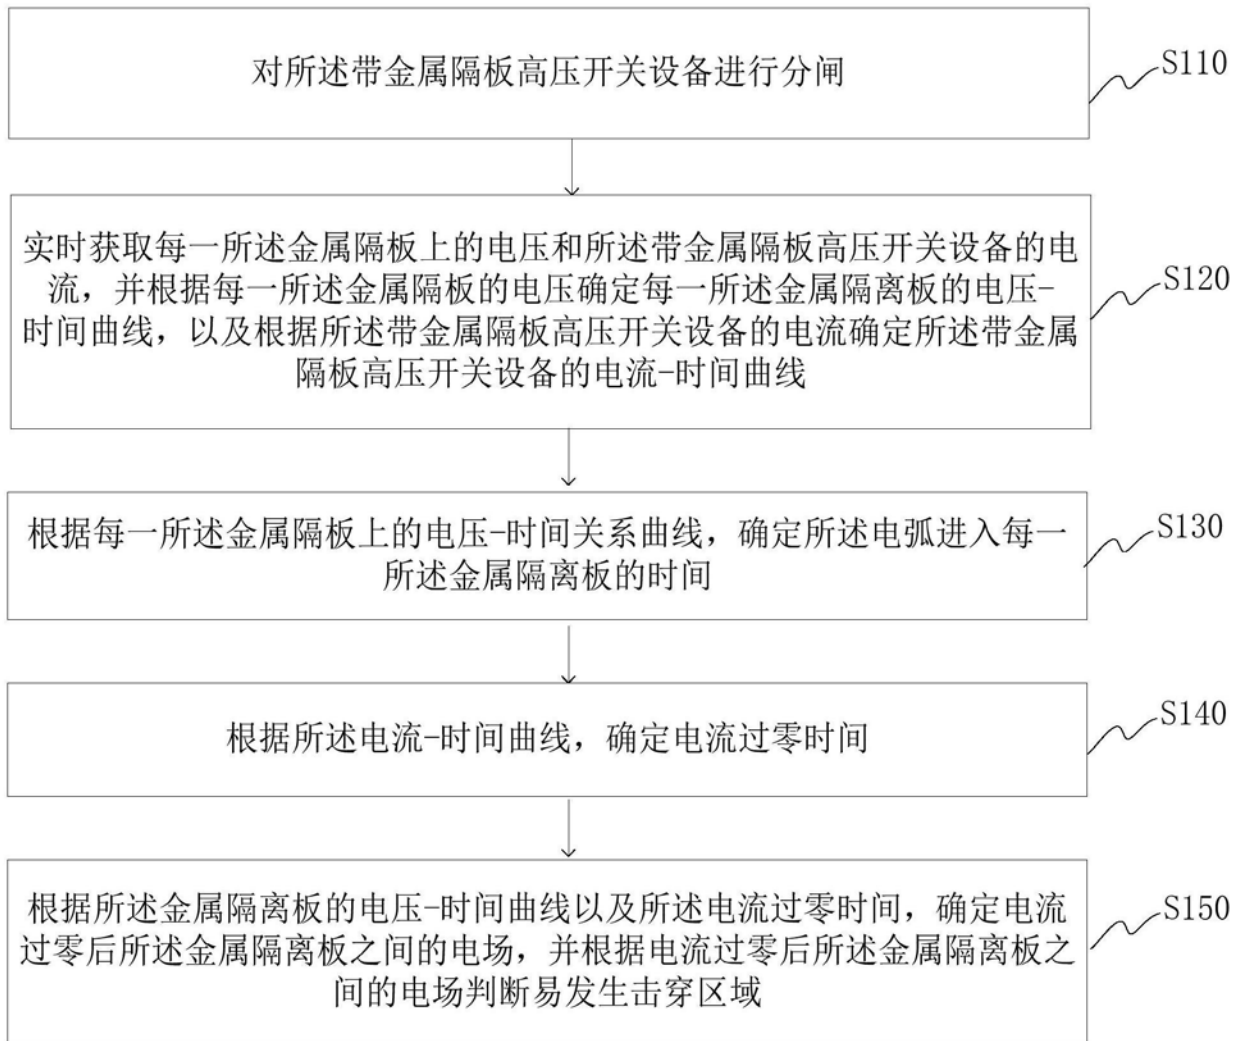 对所述带金属隔板高压开关设备进行分闸
S110
实时获取每一所述金属隔板上的电压和所述带金属隔板高压开关设备的电
流，并根据每一所述金属隔板的电压确定每一所述金属隔离板的电压-
时间曲线，以及根据所述带金属隔板高压开关设备的电流确定所述带金属
隔板高压开关设备的电流-时间曲线
S120
根据每一所述金属隔板上的电压-时间关系曲线，确定所述电弧进入每一
所述金属隔离板的时间
S130
根据所述电流-时间曲线，确定电流过零时间
S140
根据所述金属隔离板的电压-时间曲线以及所述电流过零时间，确定电流
过零后所述金属隔离板之间的电场，并根据电流过零后所述金属隔离板之
间的电场判断易发生击穿区域
S150